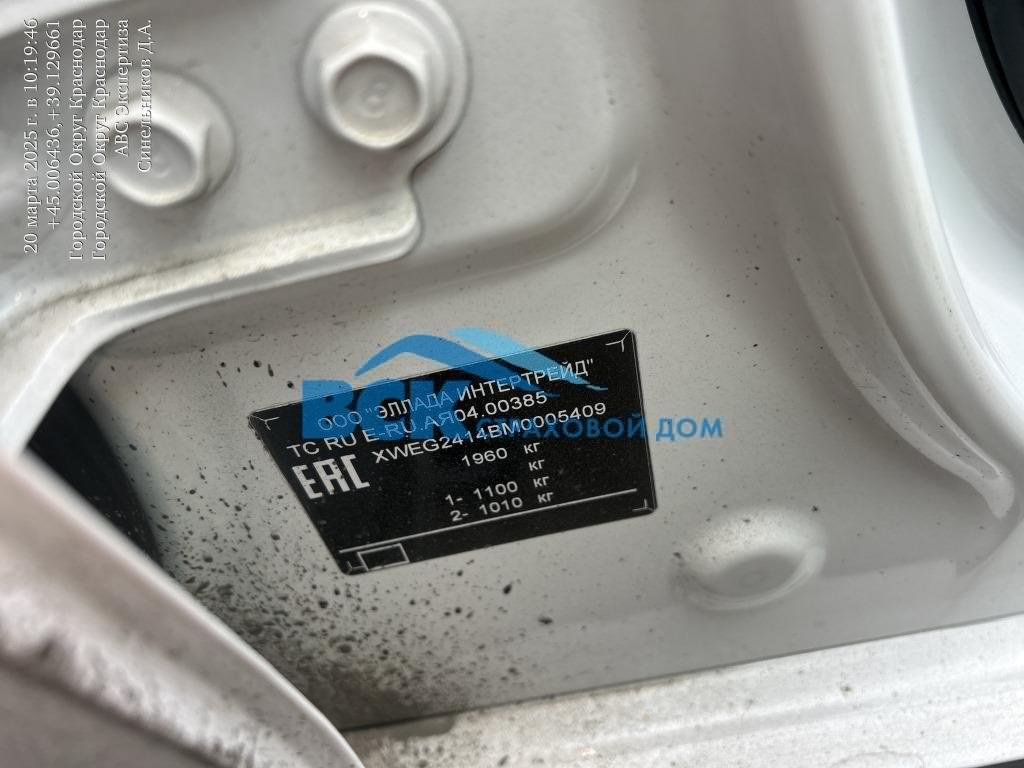 20 марта 2025 г. в 10:19:46
+45.006436,+39.129661
Городской Округ Краснодар
Городской Округ Краснодар
АВС Экспертиза
Синельников Д.А.
ВСК
СТРАХОВОЙ ДОМ
ООО "ЭЛЛАДА ИНТЕРТРЕЙД"
ТС RU E-RU.АЯ04.00385
XWEG2414BM0005409
EAC
1960 кг
кг
1- 1100 кг
2- 1010 кг